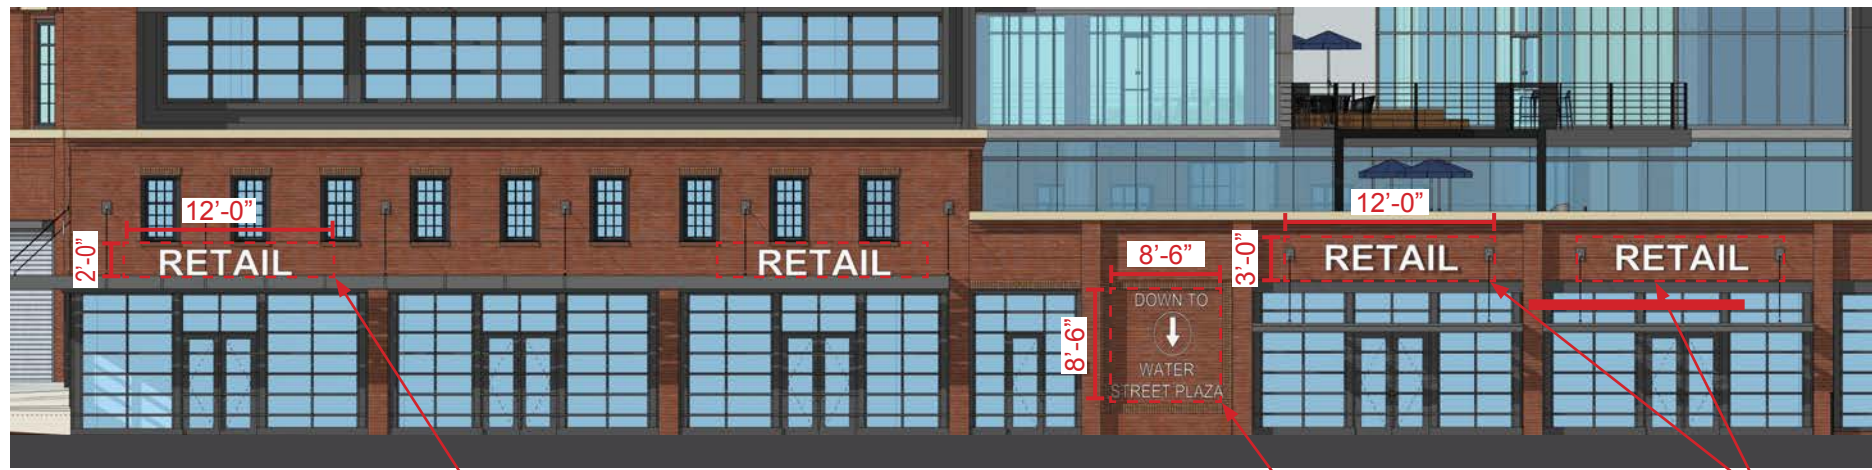 12’-0”
2’-0”
RETAIL
RETAIL
8’-6”
8’-6”
DOWN TO
WATER
STREET PLAZA
12’-0”
3’-0”
RETAIL
RETAIL